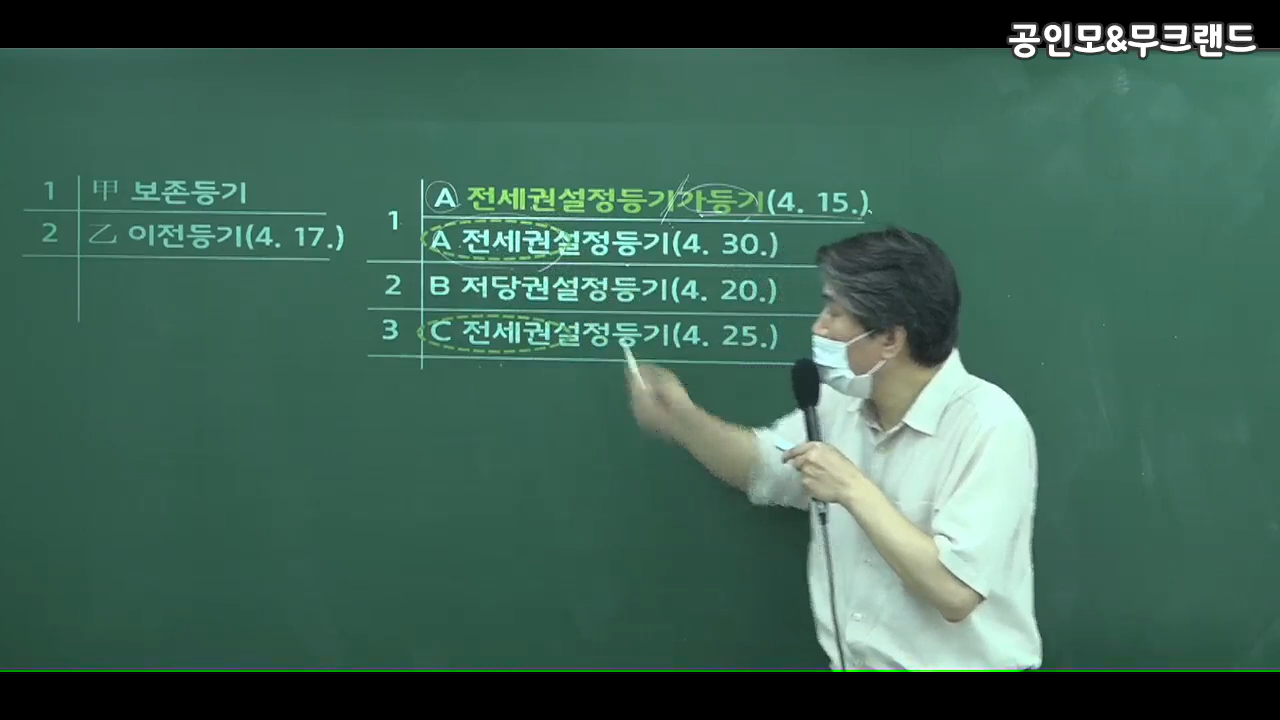 공인모&무크랜드
1 甲 보존등기
2 乙 이전등기(4. 17.)
1 A 전세권설정등기가등기(4. 15.)
A 전세권설정등기(4. 30.)
2 B 저당권설정등기(4. 20.)
3 C 전세권설정등기(4. 25.)